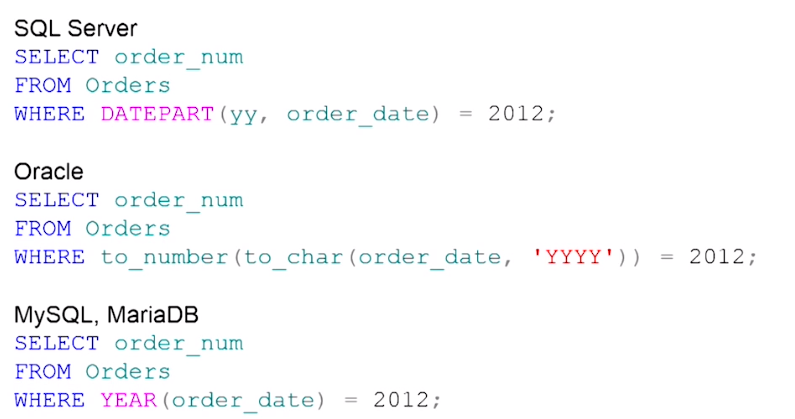 SQL Server
SELECT order_num
FROM Orders
WHERE DATEPART(yy, order_date) = 2012;
Oracle
SELECT order_num
FROM Orders
WHERE to_number(to_char(order_date, 'YYYY')) = 2012;
MySQL, MariaDB
SELECT order_num
FROM Orders
WHERE YEAR(order_date) = 2012;